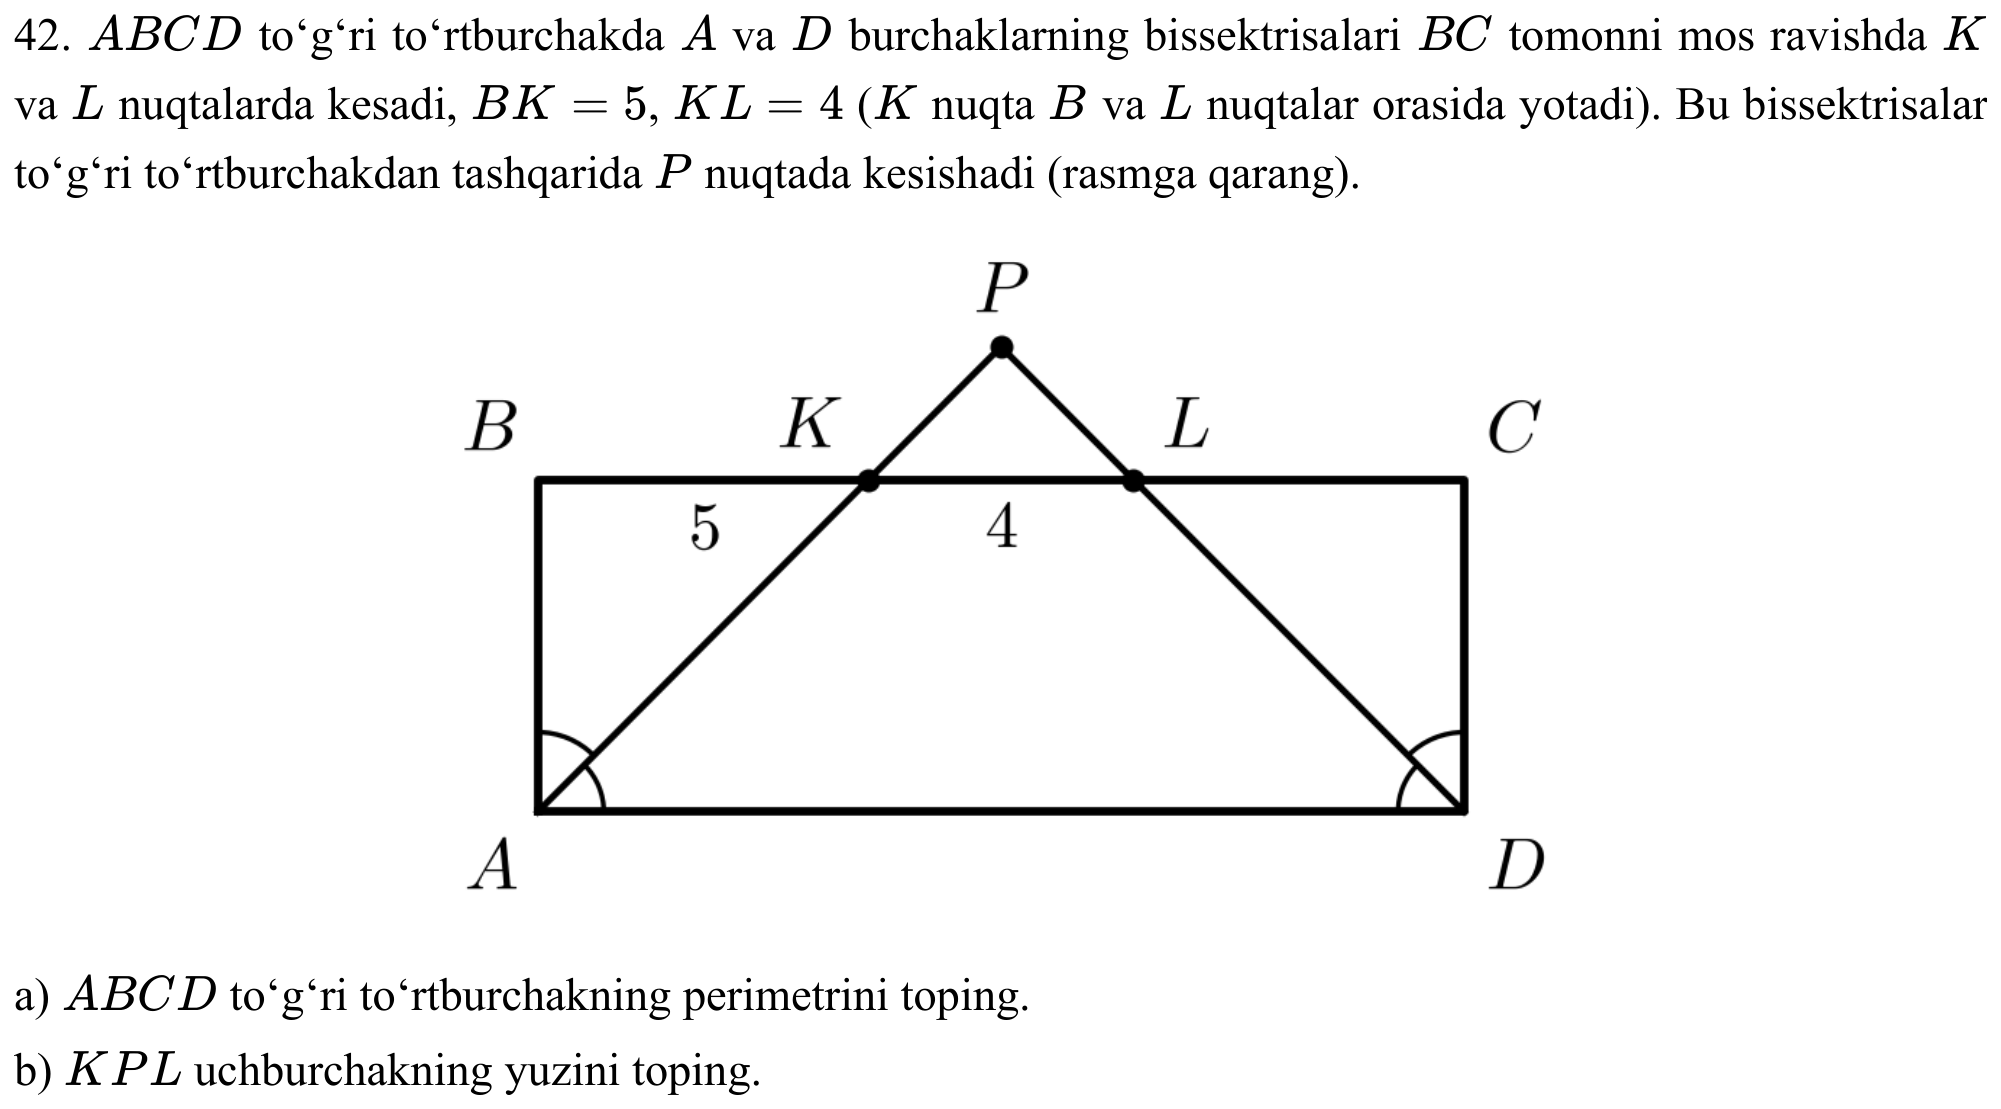 42. ABCD to‘g‘ri to‘rtburchakda A va D burchaklarning bissektrisalari BC tomonni mos ravishda K
va L nuqtalarda kesadi, BK = 5, KL = 4 (K nuqta B va L nuqtalar orasida yotadi). Bu bissektrisalar
to‘g‘ri to‘rtburchakdan tashqarida P nuqtada kesishadi (rasmga qarang).
P
B K L C
5 4
A D
a) ABCD to‘g‘ri to‘rtburchakning perimetrini toping.
b) KPL uchburchakning yuzini toping.